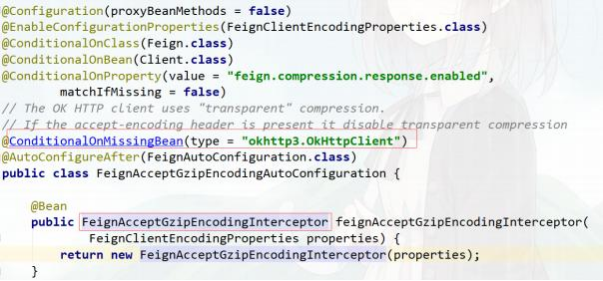 @Configuration(proxyBeanMethods = false)
@EnableConfigurationProperties(FeignClientEncodingProperties.class)
@ConditionalOnClass(Feign.class)
@ConditionalOnBean(Client.class)
@ConditionalOnProperty(value = "feign.compression.response.enabled",
matchIfMissing = false)
// The OK HTTP client uses "transparent" compression.
// If the accept-encoding header is present it disable transparent compression
@ConditionalOnMissingBean(type = "okhttp3.OkHttpClient")
@AutoConfigureAfter(FeignAutoConfiguration.class)
public class FeignAcceptGzipEncodingAutoConfiguration {
@Bean
public FeignAcceptGzipEncodingInterceptor feignAcceptGzipEncodingInterceptor(
FeignClientEncodingProperties properties) {
return new FeignAcceptGzipEncodingInterceptor(properties);
}